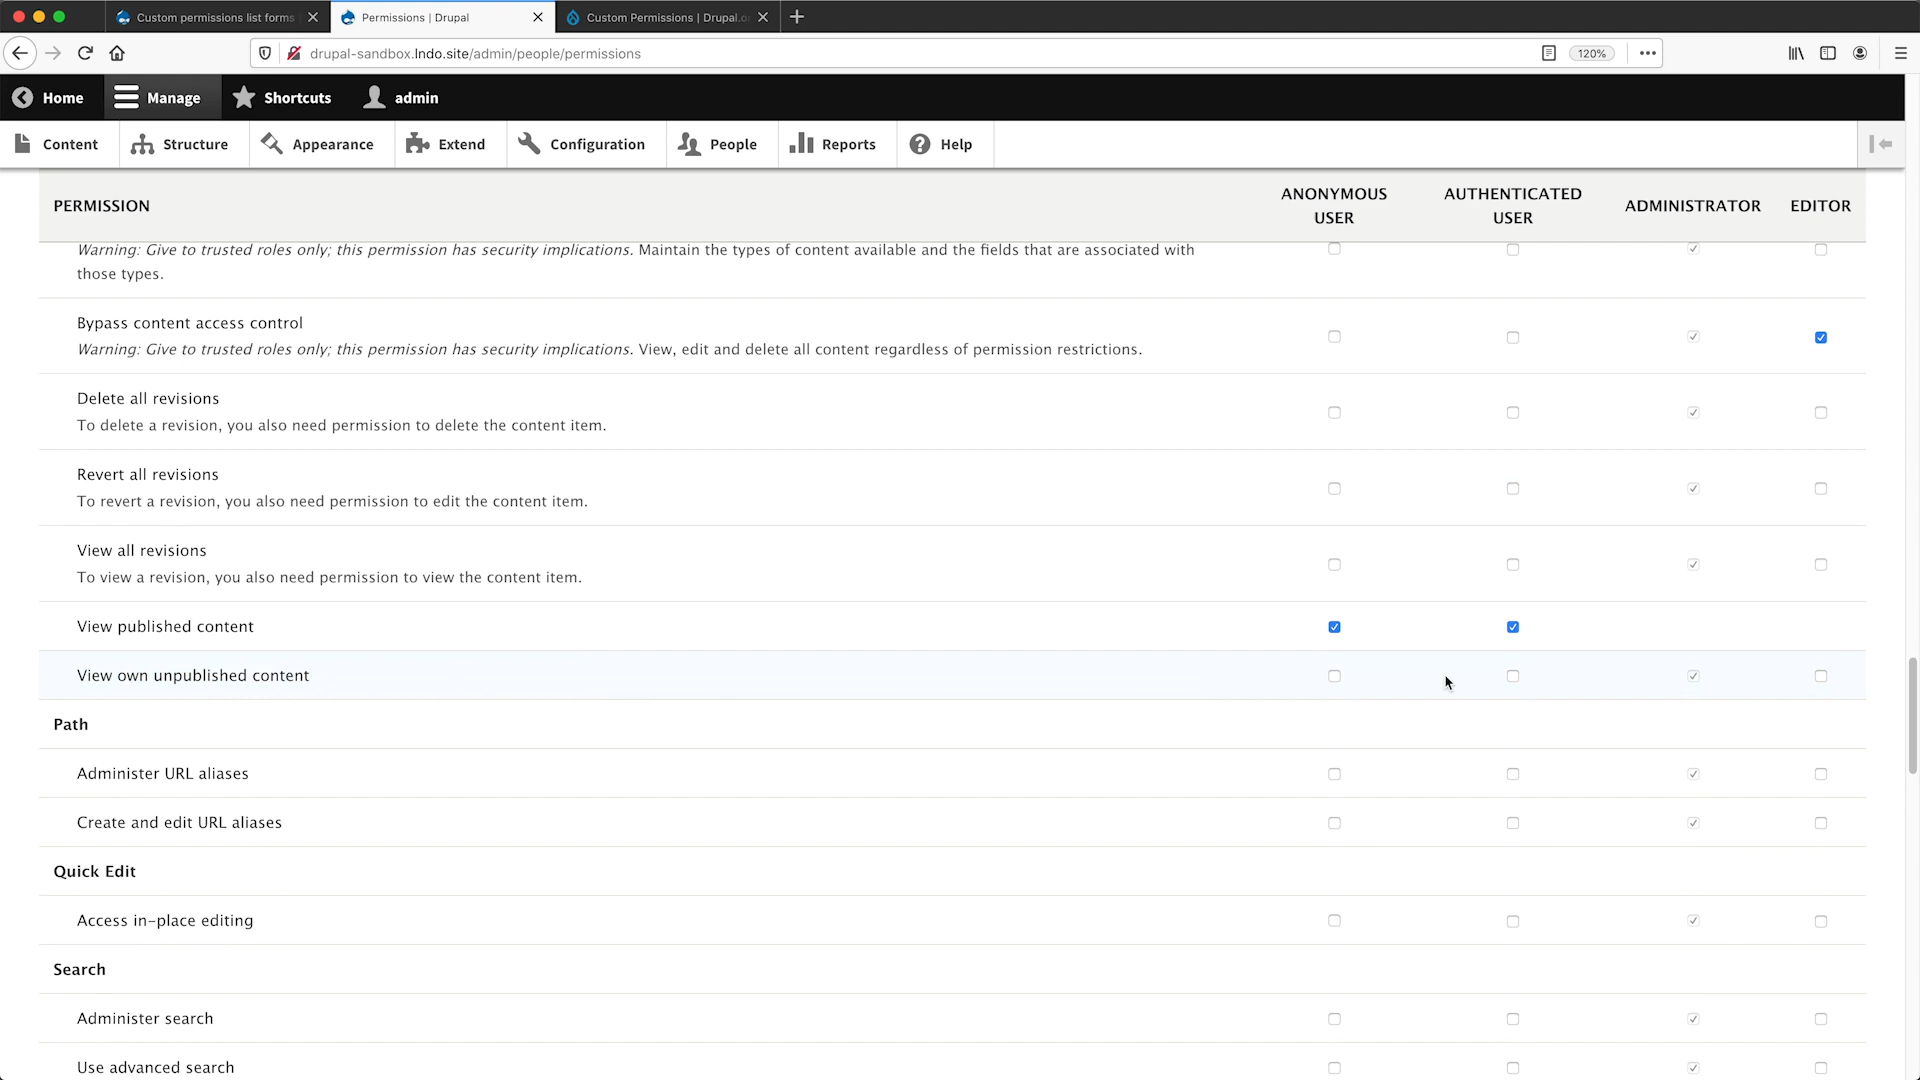 Custom permissions list forms
Permissions | Drupal
Custom Permissions | Drupal.o
drupal-sandbox.lndo.site/admin/people/permissions
120%
Home
Manage
Shortcuts
admin
Content
Structure
Appearance
Extend
Configuration
People
Reports
Help
PERMISSION
ANONYMOUS
USER
AUTHENTICATED
USER
ADMINISTRATOR
EDITOR
Warning: Give to trusted roles only; this permission has security implications. Maintain the types of content available and the fields that are associated with
those types.
Bypass content access control
Warning: Give to trusted roles only; this permission has security implications. View, edit and delete all content regardless of permission restrictions.
Delete all revisions
To delete a revision, you also need permission to delete the content item.
Revert all revisions
To revert a revision, you also need permission to edit the content item.
View all revisions
To view a revision, you also need permission to view the content item.
View published content
View own unpublished content
Path
Administer URL aliases
Create and edit URL aliases
Quick Edit
Access in-place editing
Search
Administer search
Use advanced search